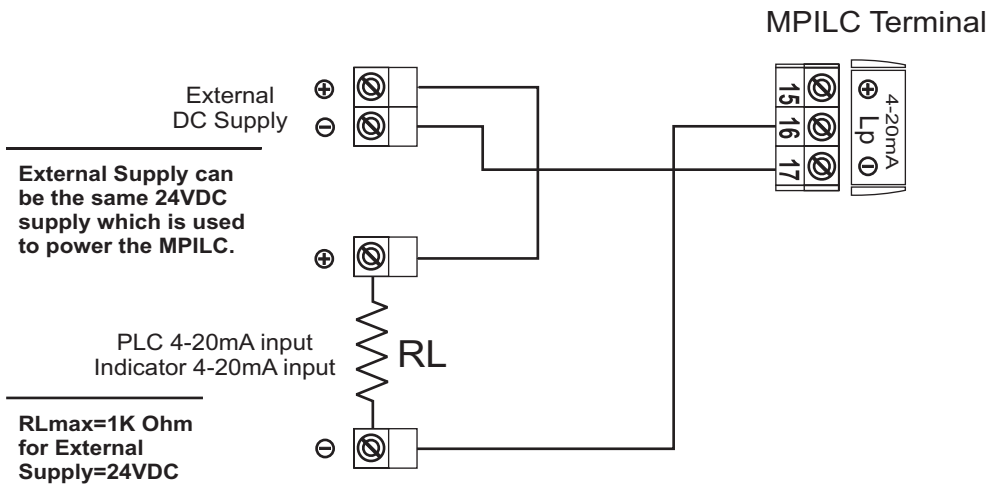 MPILC Terminal
External
DC Supply
⊕
⊖
15
16
17
4-20mA
⊕ Lp ⊖
External Supply can
be the same 24VDC
supply which is used
to power the MPILC.
⊕
PLC 4-20mA input
Indicator 4-20mA input
RL
RLmax=1K Ohm
for External
Supply=24VDC
⊖